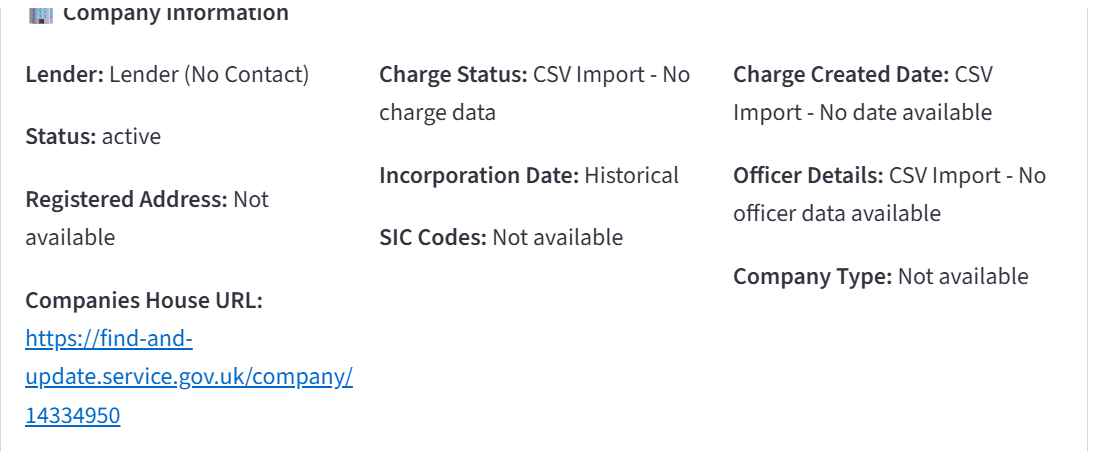 Company Information
Lender: Lender (No Contact)
Status: active
Registered Address: Not
available
Companies House URL:
https://find-and-
update.service.gov.uk/company/
14334950
Charge Status: CSV Import - No
charge data
Incorporation Date: Historical
SIC Codes: Not available
Charge Created Date: CSV
Import - No date available
Officer Details: CSV Import - No
officer data available
Company Type: Not available